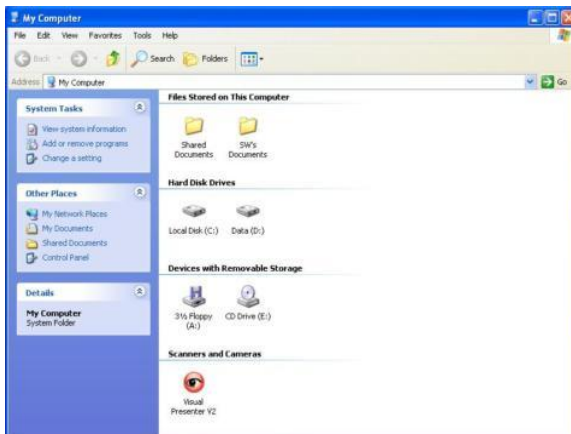 My Computer
File Edit View Favorites Tools Help
Back Search Folders
Address My Computer Go
System Tasks
View system information
Add or remove programs
Change a setting
Other Places
My Network Places
My Documents
Shared Documents
Control Panel
Details
My Computer
System Folder
Files Stored on This Computer
Shared Documents
SW's Documents
Hard Disk Drives
Local Disk (C:) Data (D:)
Devices with Removable Storage
3½ Floppy (A:)
CD Drive (E:)
Scanners and Cameras
Visual
Presenter V2